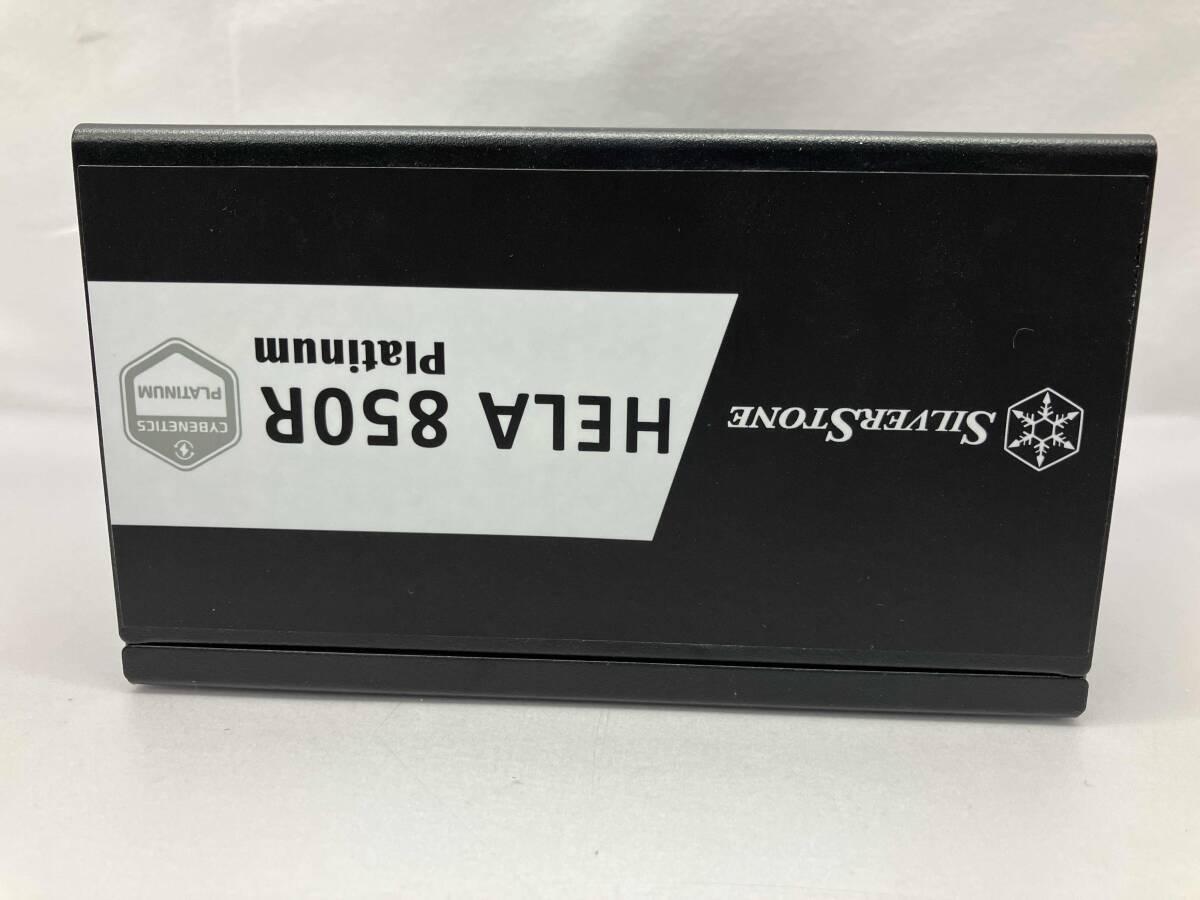 SILVERSTONE
HELA 850R
Platinum
CYBENETICS
PLATINUM